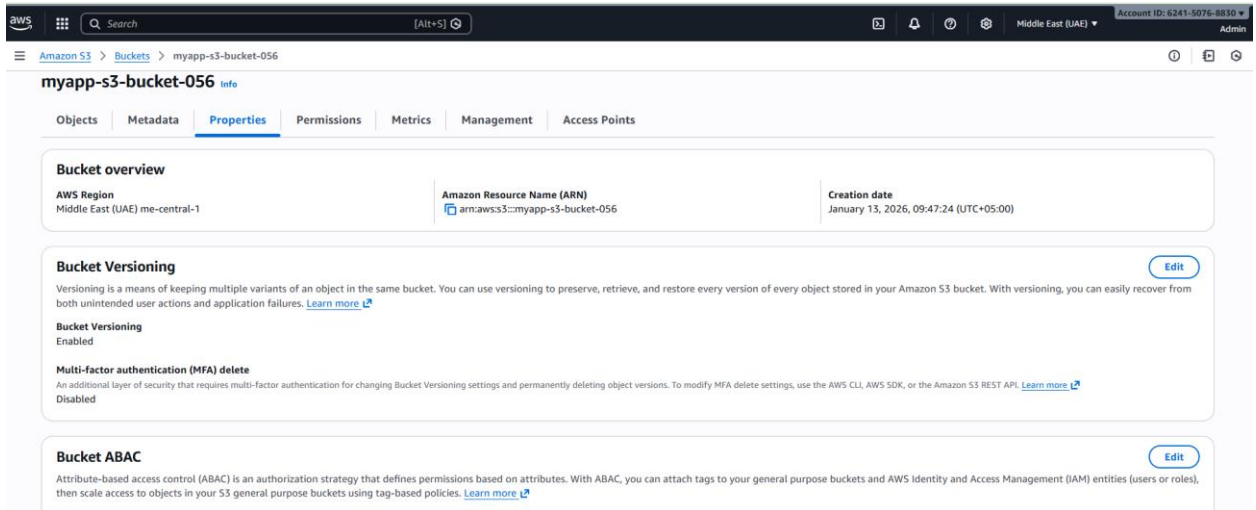 aws
Search
[Alt+S]
Middle East (UAE)
Account ID: 6241-5076-8830
Admin
Amazon S3 > Buckets > myapp-s3-bucket-056
myapp-s3-bucket-056 Info
Objects Metadata Properties Permissions Metrics Management Access Points
Bucket overview
AWS Region
Middle East (UAE) me-central-1
Amazon Resource Name (ARN)
arn:aws:s3:::myapp-s3-bucket-056
Creation date
January 13, 2026, 09:47:24 (UTC+05:00)
Bucket Versioning
Edit
Versioning is a means of keeping multiple variants of an object in the same bucket. You can use versioning to preserve, retrieve, and restore every version of every object stored in your Amazon S3 bucket. With versioning, you can easily recover from
both unintended user actions and application failures. Learn more
Bucket Versioning
Enabled
Multi-factor authentication (MFA) delete
An additional layer of security that requires multi-factor authentication for changing Bucket Versioning settings and permanently deleting object versions. To modify MFA delete settings, use the AWS CLI, AWS SDK, or the Amazon S3 REST API. Learn more
Disabled
Bucket ABAC
Edit
Attribute-based access control (ABAC) is an authorization strategy that defines permissions based on attributes. With ABAC, you can attach tags to your general purpose buckets and AWS Identity and Access Management (IAM) entities (users or roles),
then scale access to objects in your S3 general purpose buckets using tag-based policies. Learn more